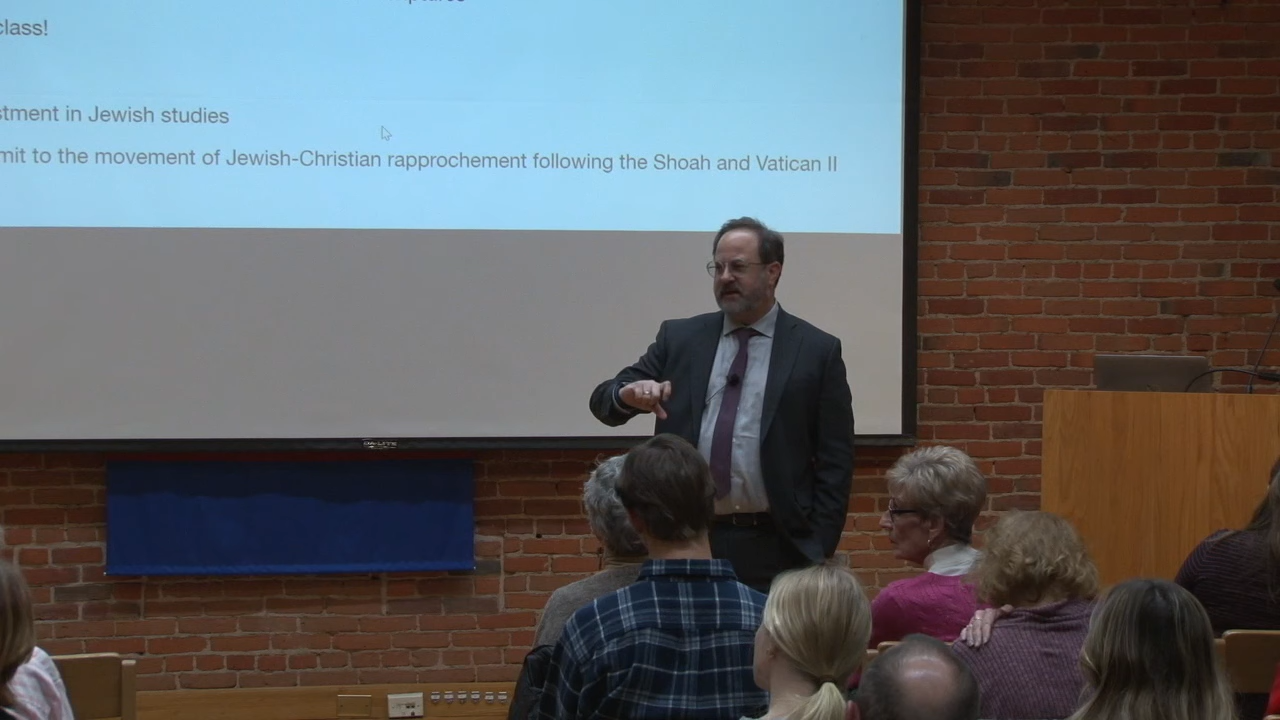 class!
stment in Jewish studies
mit to the movement of Jewish-Christian rapprochement following the Shoah and Vatican II